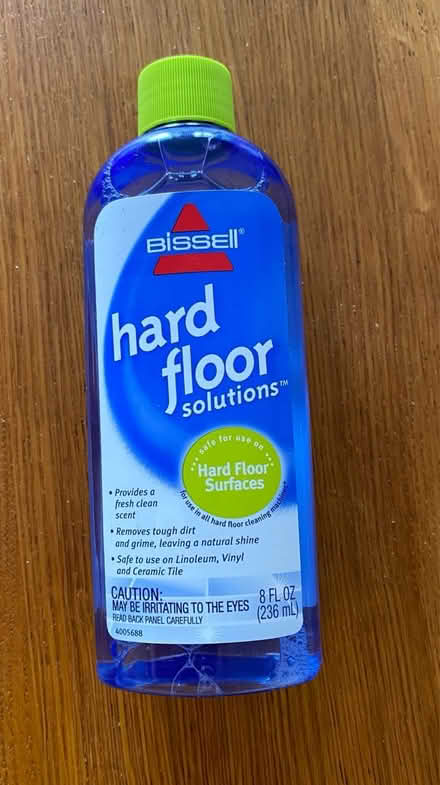 BISSELL®
hard
floor
solutions™
safe for use on
Hard Floor
Surfaces
for use in all hard floor cleaning machines
• Provides a
fresh clean
scent
• Removes tough dirt
and grime, leaving a natural shine
• Safe to use on Linoleum, Vinyl
and Ceramic Tile
CAUTION:
MAY BE IRRITATING TO THE EYES
READ BACK PANEL CAREFULLY
4005688
8 FL OZ
(236 mL)